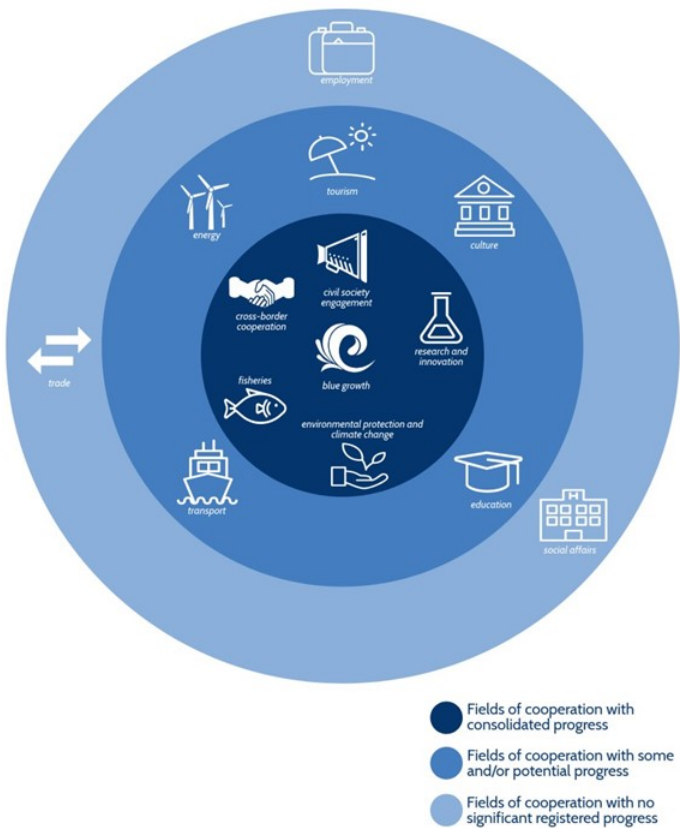 employment
tourism
energy
culture
civil society
engagement
cross-border
cooperation
research and
innovation
trade
fisheries
blue growth
environmental protection and
climate change
transport
education
social affairs
Fields of cooperation with
consolidated progress
Fields of cooperation with some
and/or potential progress
Fields of cooperation with no
significant registered progress